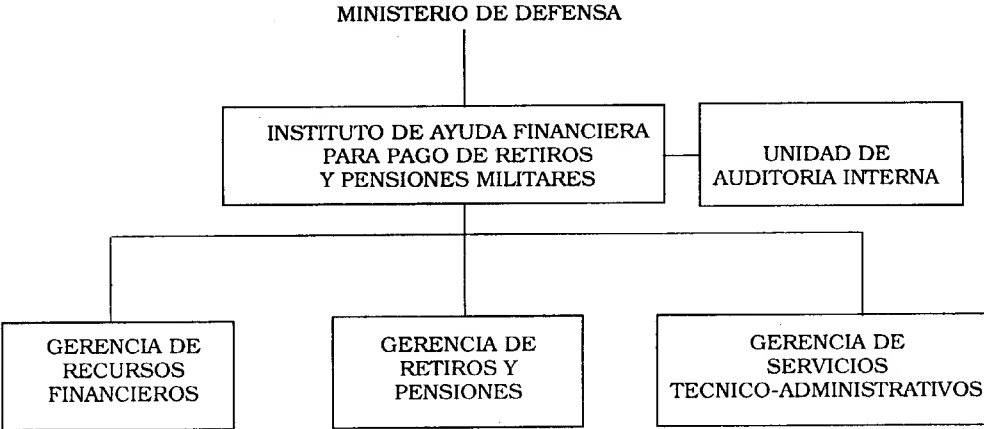 MINISTERIO DE DEFENSA
INSTITUTO DE AYUDA FINANCIERA
PARA PAGO DE RETIROS
Y PENSIONES MILITARES
UNIDAD DE
AUDITORIA INTERNA
GERENCIA DE
RECURSOS
FINANCIEROS
GERENCIA DE
RETIROS Y
PENSIONES
GERENCIA DE
SERVICIOS
TECNICO-ADMINISTRATIVOS